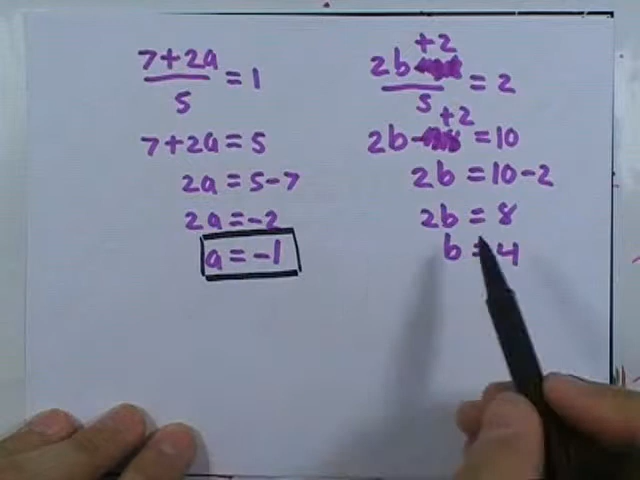 7+2a
/5 = 1
7+2a = 5
2a = 5-7
2a = -2
a = -1
+2
2b
/5 = 2
+2
2b = 10
2b = 10-2
2b = 8
b = 4